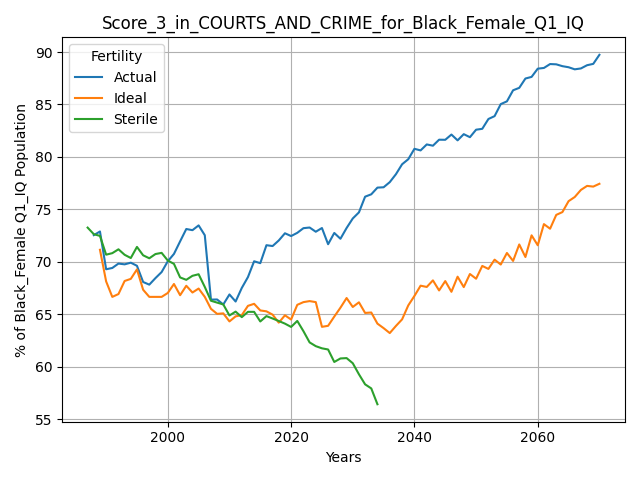 Score_3_in_COURTS_AND_CRIME_for_Black_Female_Q1_IQ
Fertility
Actual
Ideal
Sterile
% of Black_Female Q1_IQ Population
90
85
80
75
70
65
60
55
2000
2020
2040
2060
Years